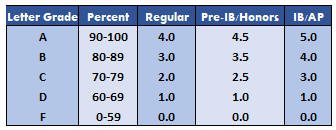 Letter Grade Percent Regular Pre-IB/Honors IB/AP
A 90-100 4.0 4.5 5.0
B 80-89 3.0 3.5 4.0
C 70-79 2.0 2.5 3.0
D 60-69 1.0 1.0 1.0
F 0-59 0.0 0.0 0.0